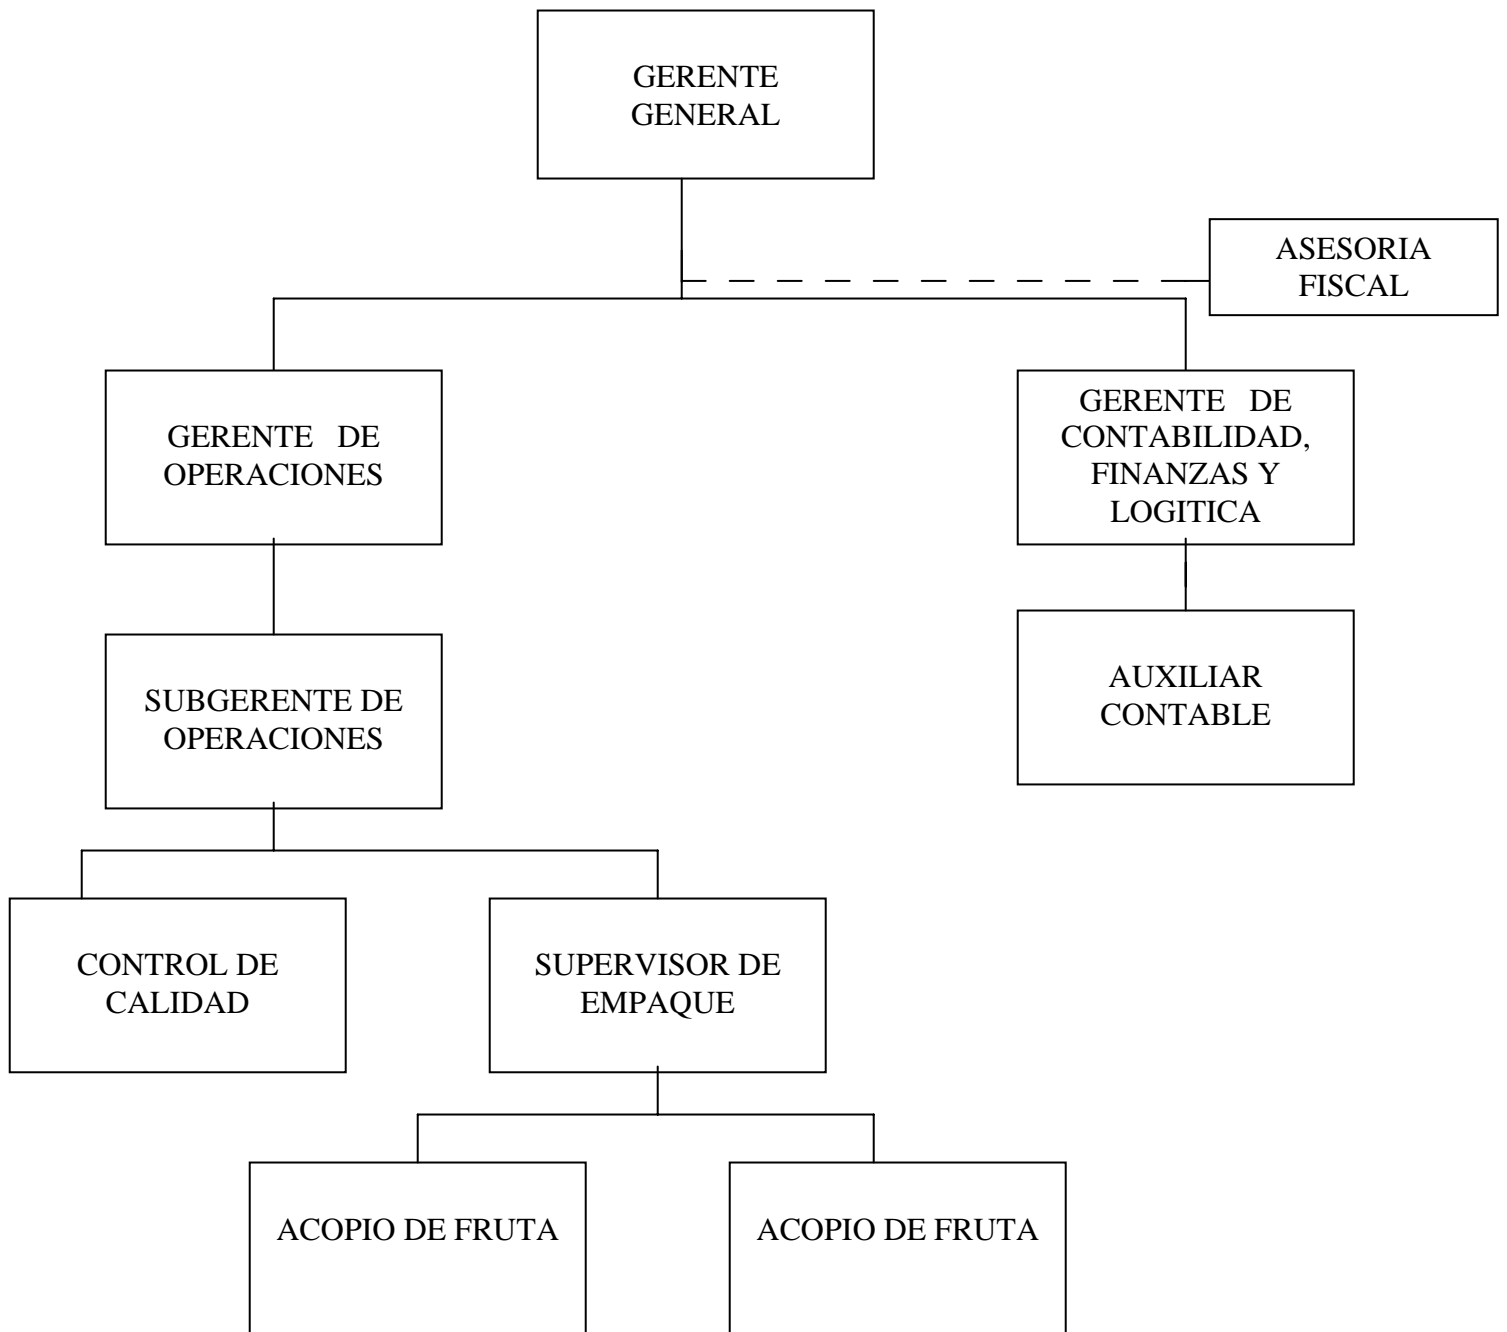 GERENTE
GENERAL
ASESORIA
FISCAL
GERENTE DE
OPERACIONES
GERENTE DE
CONTABILIDAD,
FINANZAS Y
LOGITICA
SUBGERENTE DE
OPERACIONES
AUXILIAR
CONTABLE
CONTROL DE
CALIDAD
SUPERVISOR DE
EMPAQUE
ACOPIO DE FRUTA
ACOPIO DE FRUTA